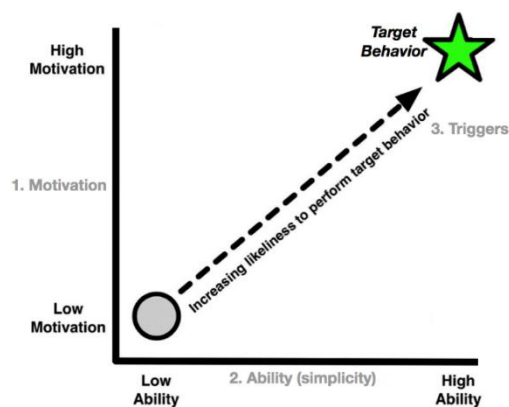 Target
Behavior
High
Motivation
3. Triggers
1. Motivation
Increasing likeliness to perform target behavior
Low
Motivation
Low
Ability
2. Ability (simplicity)
High
Ability